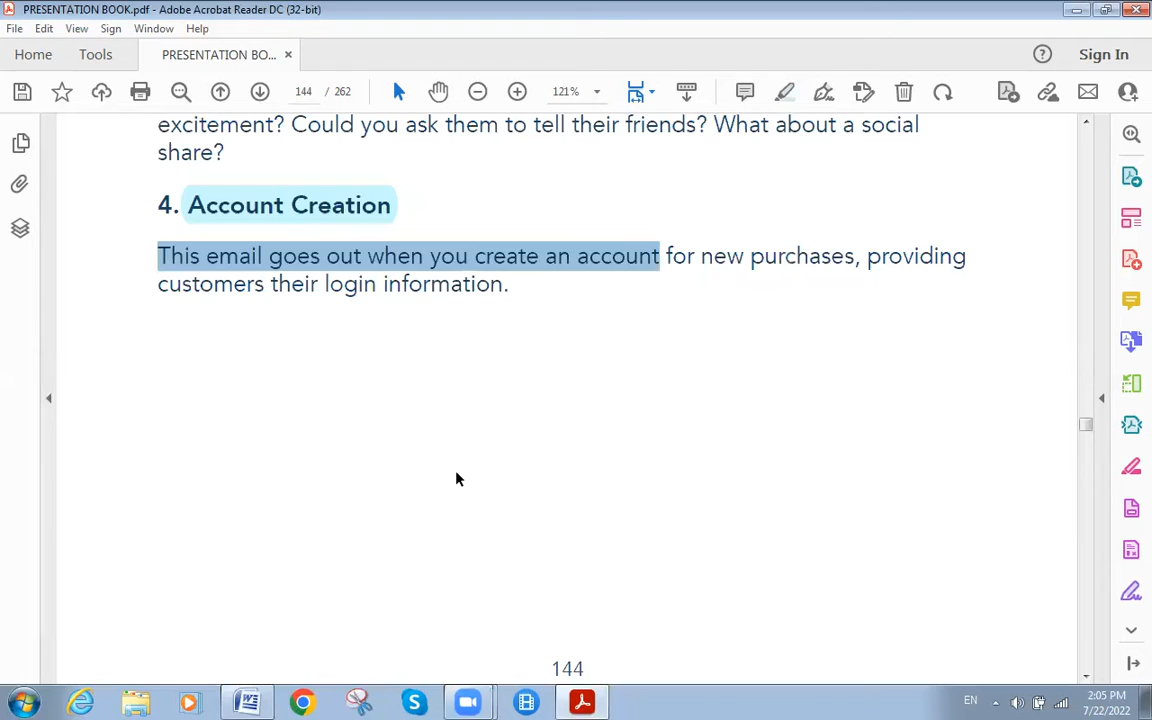 PRESENTATION BOOK.pdf - Adobe Acrobat Reader DC (32-bit)
File Edit View Sign Window Help
Home Tools PRESENTATION BO... × Sign In
144 / 262 121%
excitement? Could you ask them to tell their friends? What about a social
share?
4. Account Creation
This email goes out when you create an account for new purchases, providing
customers their login information.
144
EN 2:05 PM
7/22/2022